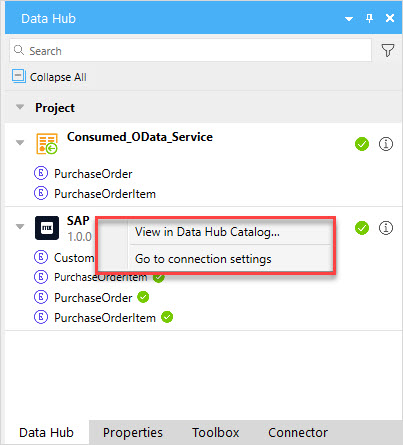 Data Hub
Search
Collapse All
Project
Consumed_OData_Service
PurchaseOrder
PurchaseOrderItem
mx
SAP
1.0.0
View in Data Hub Catalog...
Go to connection settings
Custom
PurchaseOrderItem
PurchaseOrder
PurchaseOrderItem
Data Hub Properties Toolbox Connector